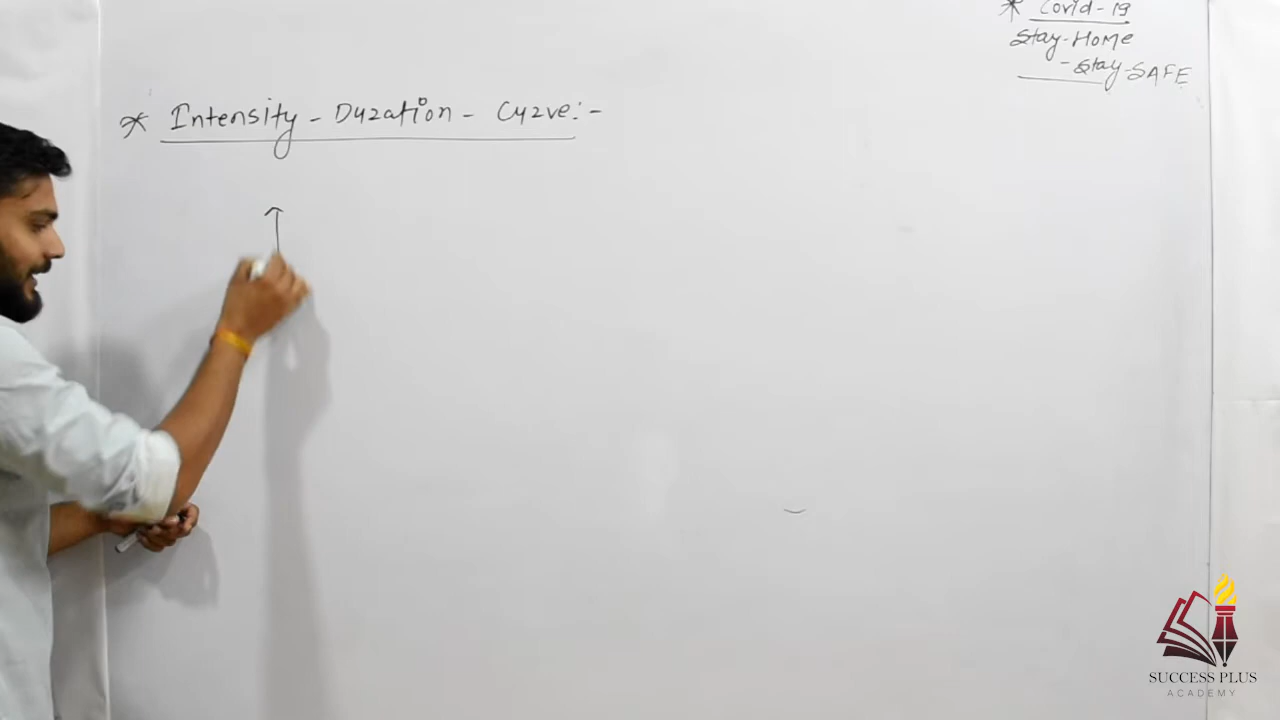 * Covid-19
Stay-Home
- Stay-SAFE
* Intensity - Duration - Curve:-
SUCCESS PLUS
ACADEMY